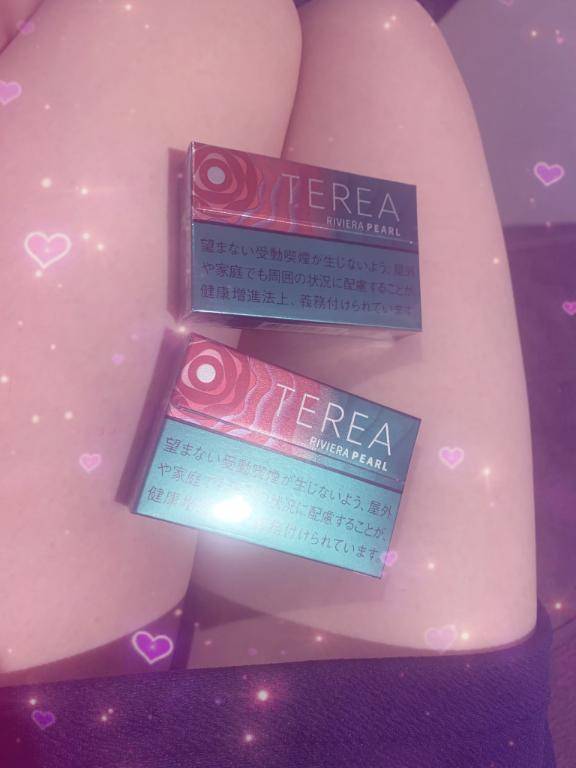 TEREA
RIVIERA PEARL
望まない受動喫煙が生じないよう、屋外
や家庭でも周囲の状況に配慮することが、
健康増進法上、義務付けられています。
TEREA
RIVIERA PEARL
望まない受動喫煙が生じないよう、屋外
や家庭で 状況に配慮することが、
健康増 付けられています。